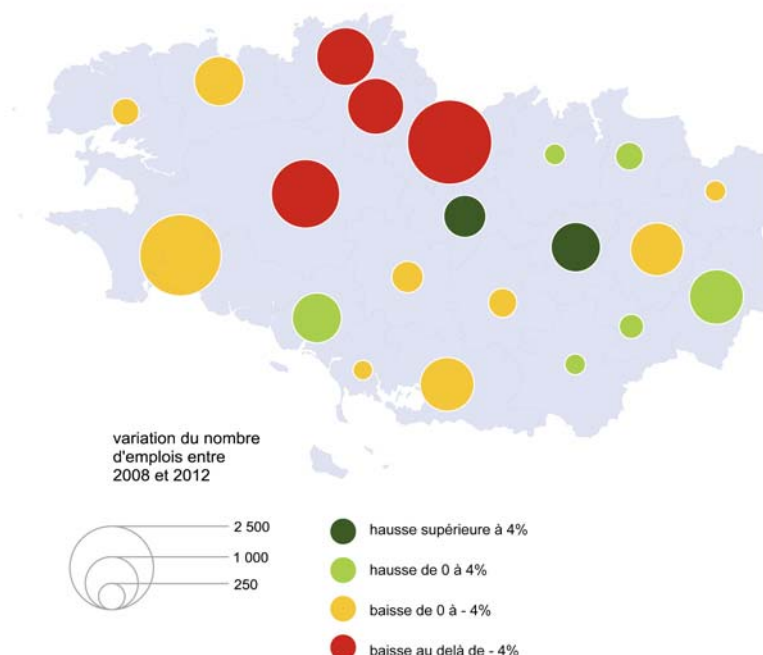 variation du nombre
d'emplois entre
2008 et 2012
2 500
1 000
250
hausse supérieure à 4%
hausse de 0 à 4%
baisse de 0 à - 4%
baisse au delà de - 4%